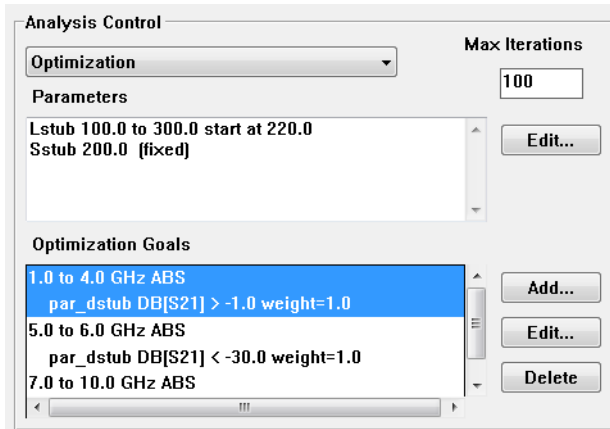 Analysis Control
Optimization
Max Iterations
100
Parameters
Lstub 100.0 to 300.0 start at 220.0
Sstub 200.0 (fixed)
Edit...
Optimization Goals
1.0 to 4.0 GHz ABS
par_dstub DB[S21] > -1.0 weight=1.0
5.0 to 6.0 GHz ABS
par_dstub DB[S21] < -30.0 weight=1.0
7.0 to 10.0 GHz ABS
Add...
Edit...
Delete